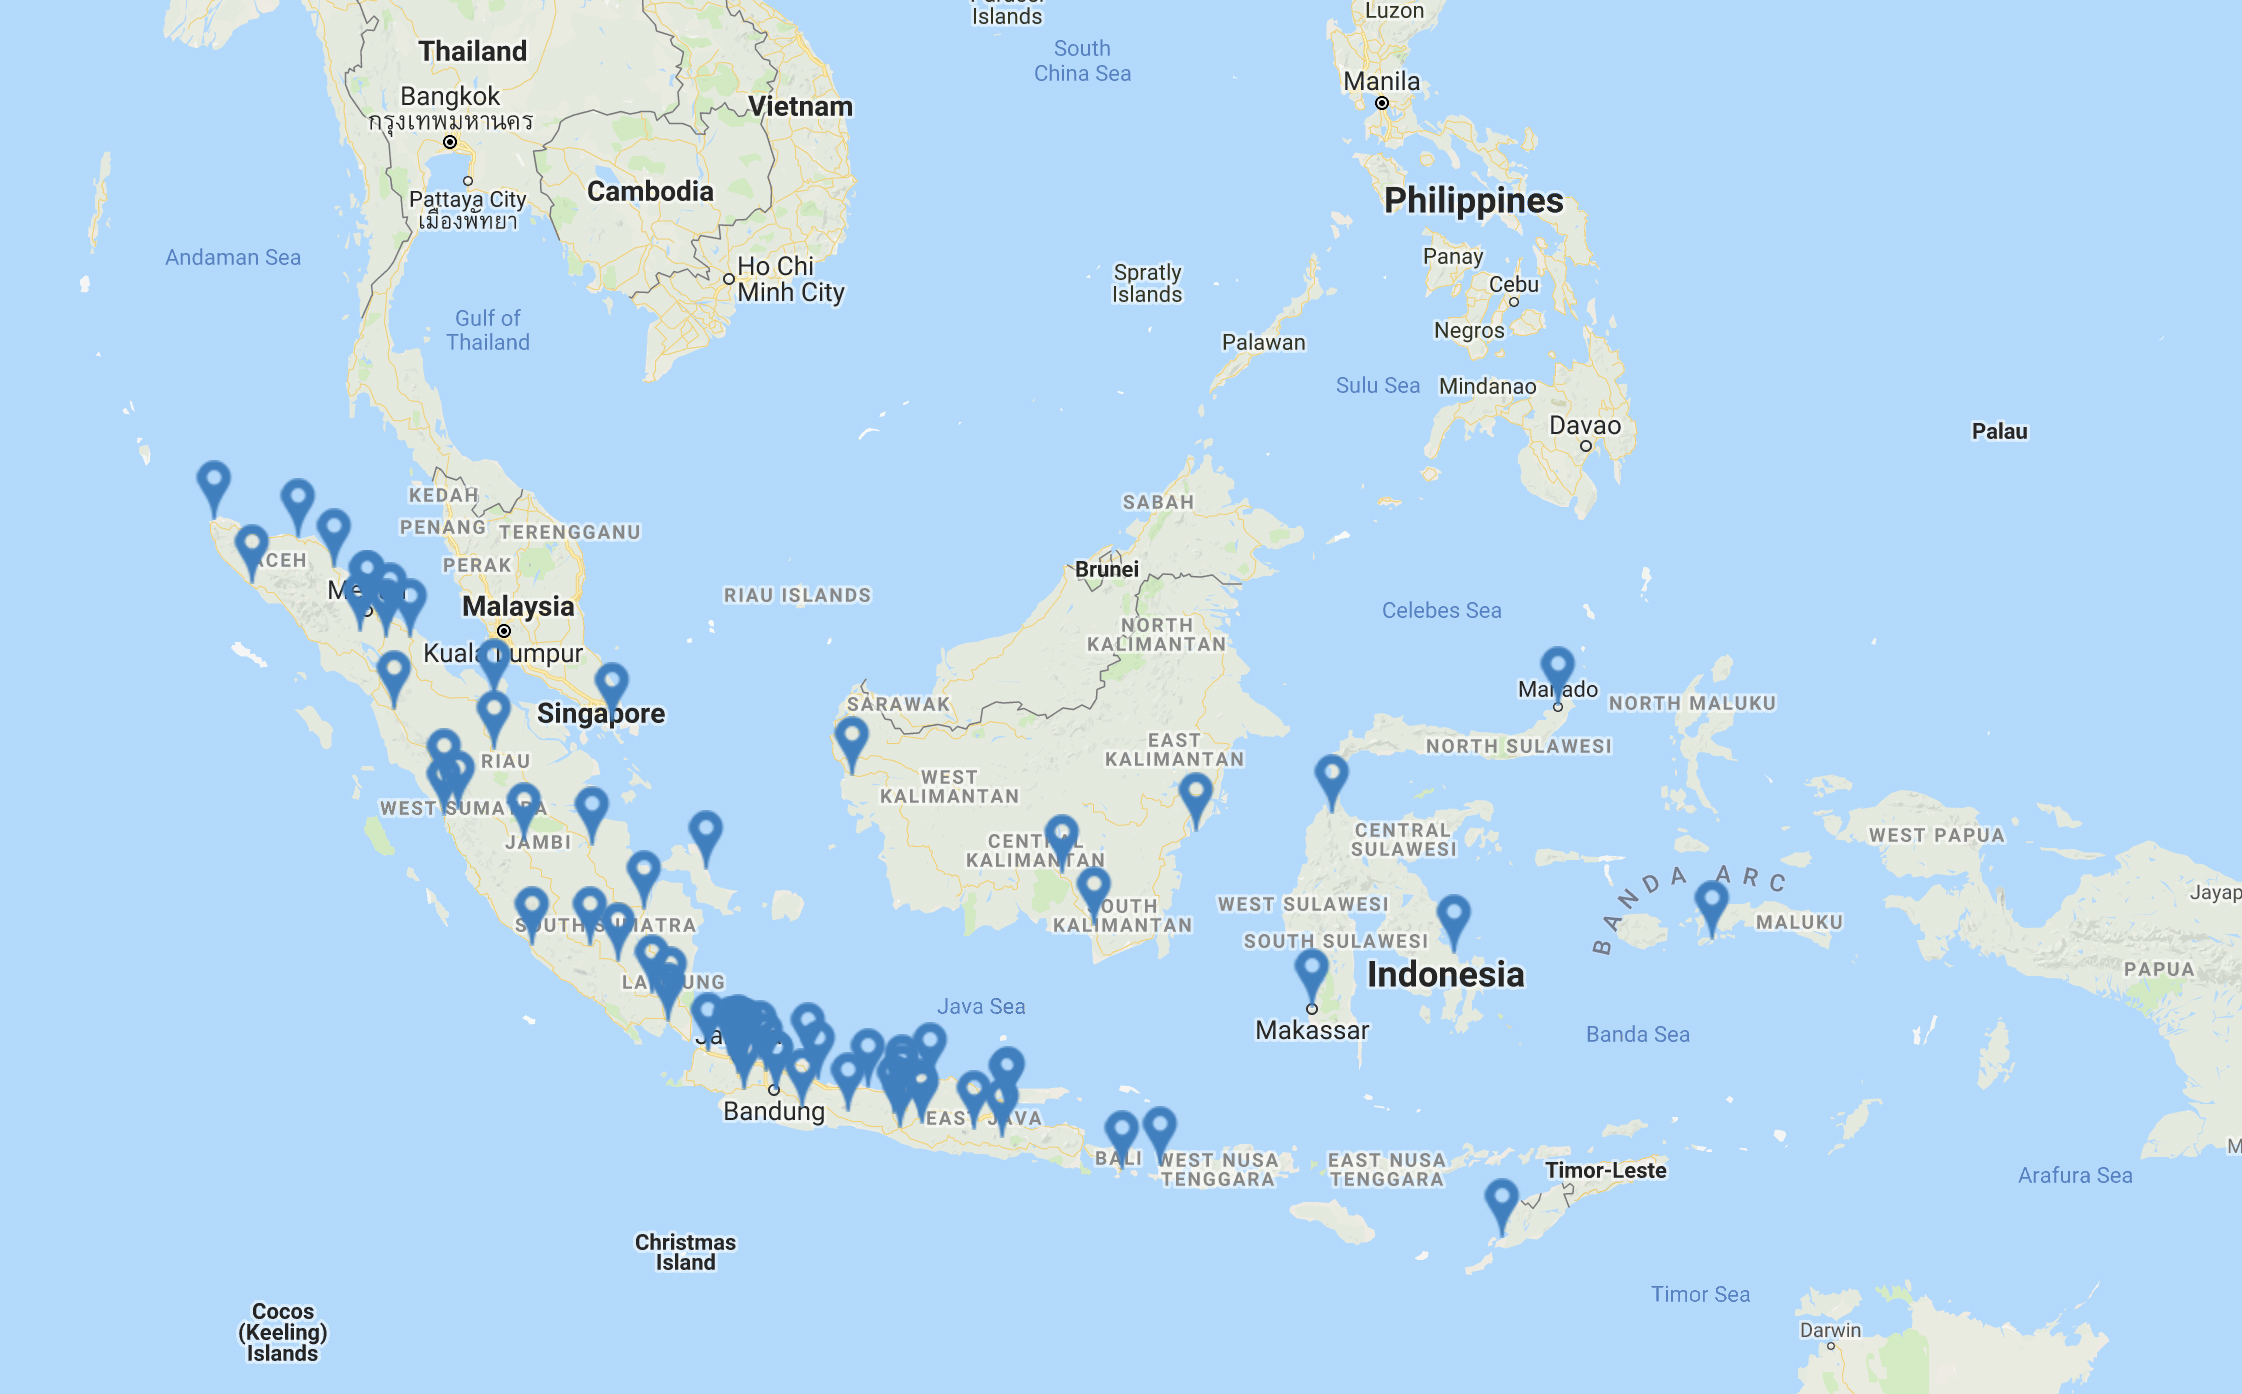 Luzon
Islands
South
China Sea
Thailand
Manila
Bangkok
กรุงเทพมหานคร
Vietnam
Cambodia
Pattaya City
เมืองพัทยา
Philippines
Andaman Sea
Panay
Ho Chi
Minh City
Spratly
Islands
Cebu
Gulf of
Thailand
Negros
Palawan
Sulu Sea
Mindanao
Davao
Palau
KEDAH
PENANG
TERENGGANU
SABAH
ACEH
PERAK
Brunei
RIAU ISLANDS
Malaysia
Celebes Sea
NORTH
KALIMANTAN
Kuala Lumpur
Manado
NORTH MALUKU
SARAWAK
Singapore
NORTH SULAWESI
EAST
KALIMANTAN
RIAU
WEST
KALIMANTAN
WEST SUMATRA
JAMBI
CENTRAL
KALIMANTAN
CENTRAL
SULAWESI
WEST PAPUA
BANDA ARC
Jayap
WEST SULAWESI
SOUTH
KALIMANTAN
SOUTH SUMATRA
MALUKU
SOUTH SULAWESI
Indonesia
PAPUA
LAMPUNG
Java Sea
Makassar
Banda Sea
Bandung
EAST JAVA
BALI
WEST NUSA
TENGGARA
EAST NUSA
TENGGARA
Timor-Leste
Arafura Sea
Christmas
Island
Timor Sea
Cocos
(Keeling)
Islands
Darwin